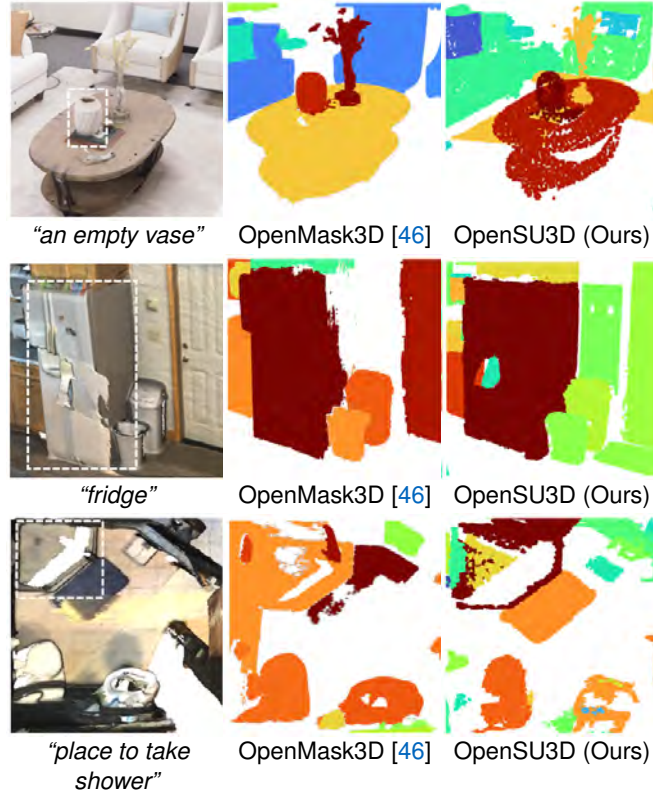 "an empty vase" OpenMask3D [46] OpenSU3D (Ours)
"fridge" OpenMask3D [46] OpenSU3D (Ours)
"place to take OpenMask3D [46] OpenSU3D (Ours)
shower"